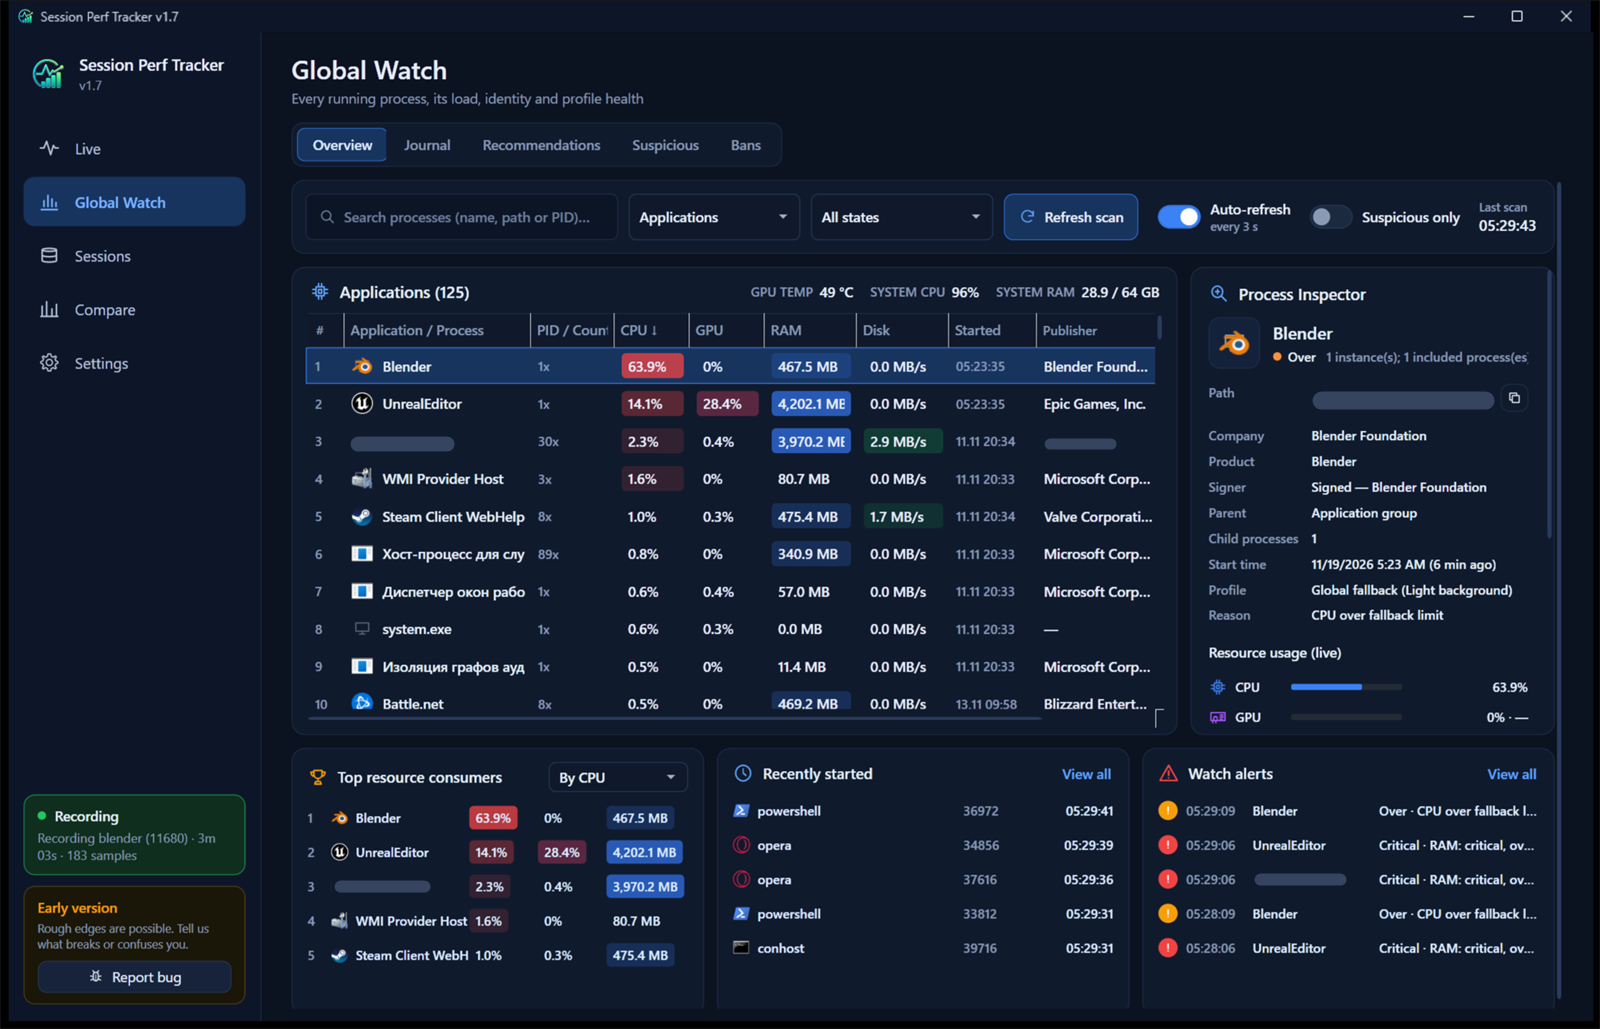 Session Perf Tracker v1.7
Session Perf Tracker
v1.7
Live
Global Watch
Sessions
Compare
Settings
Recording
Recording blender (11680) · 3m
03s · 183 samples
Early version
Rough edges are possible. Tell us
what breaks or confuses you.
Report bug
Global Watch
Every running process, its load, identity and profile health
Overview Journal Recommendations Suspicious Bans
Search processes (name, path or PID)...
Applications
All states
Refresh scan
Auto-refresh
every 3 s
Suspicious only
Last scan
05:29:43
Applications (125)
GPU TEMP 49 °C SYSTEM CPU 96% SYSTEM RAM 28.9 / 64 GB
# Application / Process PID / Count CPU ↓ GPU RAM Disk Started Publisher
1 Blender 1x 63.9% 0% 467.5 MB 0.0 MB/s 05:23:35 Blender Found...
2 UnrealEditor 1x 14.1% 28.4% 4,202.1 MB 0.0 MB/s 05:23:35 Epic Games, Inc.
3 30x 2.3% 0.4% 3,970.2 MB 2.9 MB/s 11.11 20:34
4 WMI Provider Host 3x 1.6% 0% 80.7 MB 0.0 MB/s 11.11 20:33 Microsoft Corp...
5 Steam Client WebHelp 8x 1.0% 0.3% 475.4 MB 1.7 MB/s 11.11 20:34 Valve Corporati...
6 Хост-процесс для слу 89x 0.8% 0% 340.9 MB 0.0 MB/s 11.11 20:33 Microsoft Corp...
7 Диспетчер окон рабо 1x 0.6% 0.4% 57.0 MB 0.0 MB/s 11.11 20:33 Microsoft Corp...
8 system.exe 1x 0.6% 0.3% 0.0 MB 0.0 MB/s 11.11 20:33 —
9 Изоляция графов ауд 1x 0.5% 0% 11.4 MB 0.0 MB/s 11.11 20:33 Microsoft Corp...
10 Battle.net 8x 0.5% 0% 469.2 MB 0.0 MB/s 13.11 09:58 Blizzard Entert...
Process Inspector
Blender
Over 1 instance(s); 1 included process(es
Path
Company Blender Foundation
Product Blender
Signer Signed — Blender Foundation
Parent Application group
Child processes 1
Start time 11/19/2026 5:23 AM (6 min ago)
Profile Global fallback (Light background)
Reason CPU over fallback limit
Resource usage (live)
CPU 63.9%
GPU 0% · —
Top resource consumers By CPU
1 Blender 63.9% 0% 467.5 MB
2 UnrealEditor 14.1% 28.4% 4,202.1 MB
3 2.3% 0.4% 3,970.2 MB
4 WMI Provider Host 1.6% 0% 80.7 MB
5 Steam Client WebH 1.0% 0.3% 475.4 MB
Recently started View all
powershell 36972 05:29:41
opera 34856 05:29:39
opera 37616 05:29:36
powershell 33812 05:29:31
conhost 39716 05:29:31
Watch alerts View all
05:29:09 Blender Over · CPU over fallback l...
05:29:06 UnrealEditor Critical · RAM: critical, ov...
05:29:06 Critical · RAM: critical, ov...
05:28:09 Blender Over · CPU over fallback l...
05:28:06 UnrealEditor Critical · RAM: critical, ov...